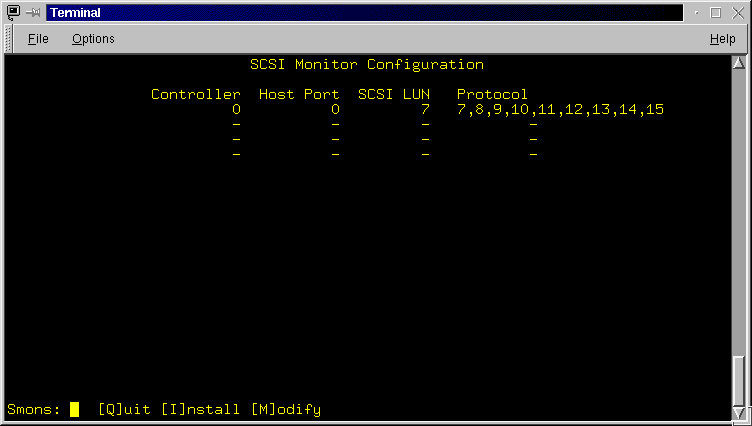 Terminal
File Options Help
SCSI Monitor Configuration
Controller Host Port SCSI LUN Protocol
0 0 7 7,8,9,10,11,12,13,14,15
- - - -
- - - -
- - - -
Smons: [Q]uit [I]nstall [M]odify